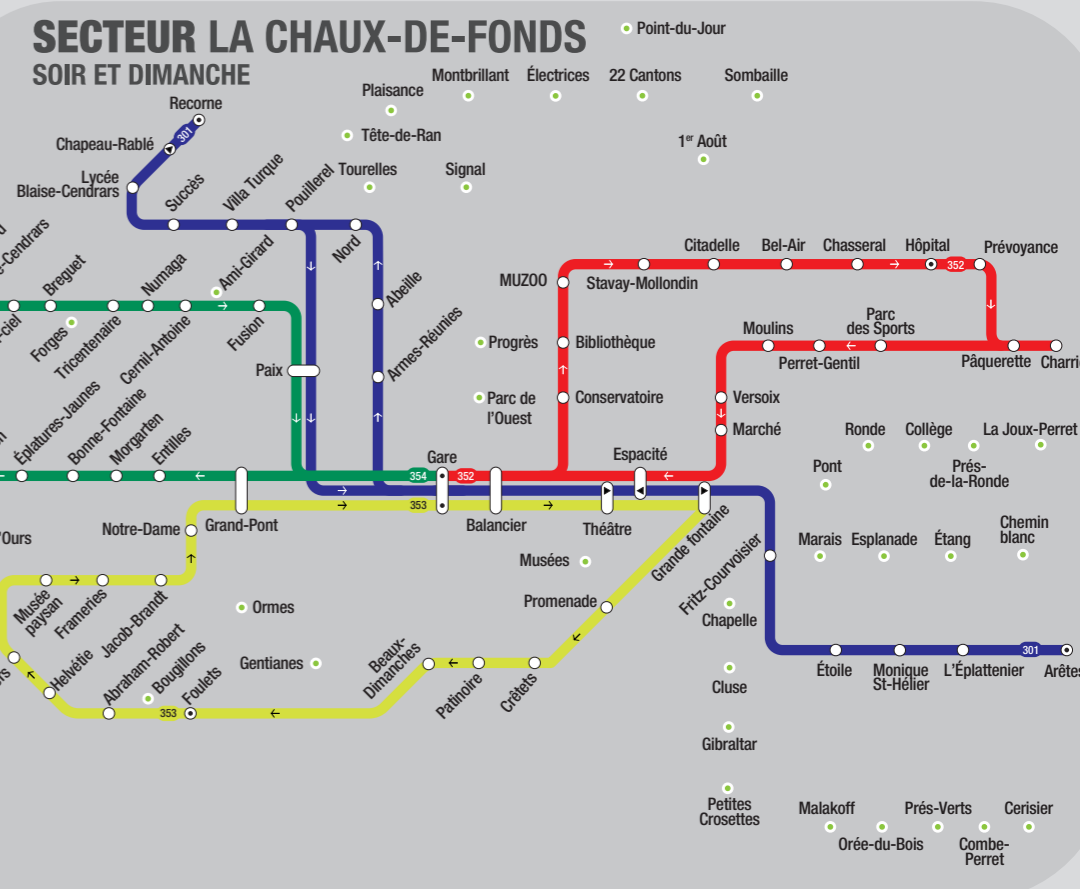 SECTEUR LA CHAUX-DE-FONDS
SOIR ET DIMANCHE
Point-du-Jour
Montbrillant
Électrices
22 Cantons
Sombaille
Plaisance
Recorne
301
Tête-de-Ran
Chapeau-Rablé
1er Août
Tourelles
Signal
Lycée
Blaise-Cendrars
Succès
Villa Turque
Pouillerel
Nord
e-Cendrars
Breguet
Numaga
Ami-Girard
Abeille
Citadelle
Bel-Air
Chasseral
Hôpital
352
Prévoyance
MUZOO
Stavay-Mollondin
-ciel
Forges
Tricentenaire
Cernil-Antoine
Fusion
Armes-Réunies
Progrès
Bibliothèque
Moulins
Parc
des Sports
Perret-Gentil
Pâquerette
Charri
Paix
Parc de
l'Ouest
Conservatoire
Versoix
Marché
Éplatures-Jaunes
Bonne-Fontaine
Morgarten
Entilles
Ronde
Collège
La Joux-Perret
Prés-
de-la-Ronde
Pont
Gare
Espacité
354
352
353
Notre-Dame
Grand-Pont
Balancier
Théâtre
Grande fontaine
Fritz-Courvoisier
Marais
Esplanade
Étang
Chemin
blanc
'Ours
Musées
Musée
paysan
Frameries
Jacob-Brandt
Ormes
Promenade
Chapelle
Étoile
Monique
St-Hélier
L'Éplattenier
301
Arêtes
Helvétie
Abraham-Robert
Bougillons
Foulets
353
Gentianes
Beaux-
Dimanches
Patinoire
Crêtets
Cluse
Gibraltar
Petites
Crosettes
Malakoff
Orée-du-Bois
Prés-Verts
Combe-
Perret
Cerisier